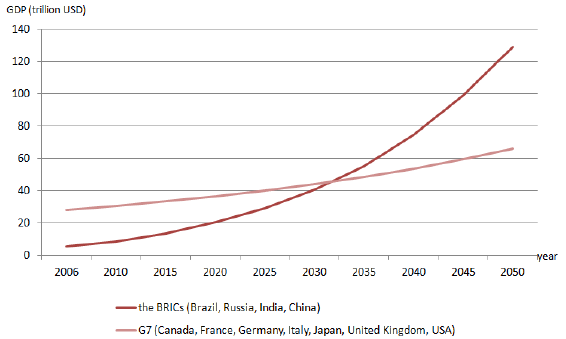 GDP (trillion USD)
140
120
100
80
60
40
20
0
2006 2010 2015 2020 2025 2030 2035 2040 2045 2050
year
the BRICs (Brazil, Russia, India, China)
G7 (Canada, France, Germany, Italy, Japan, United Kingdom, USA)